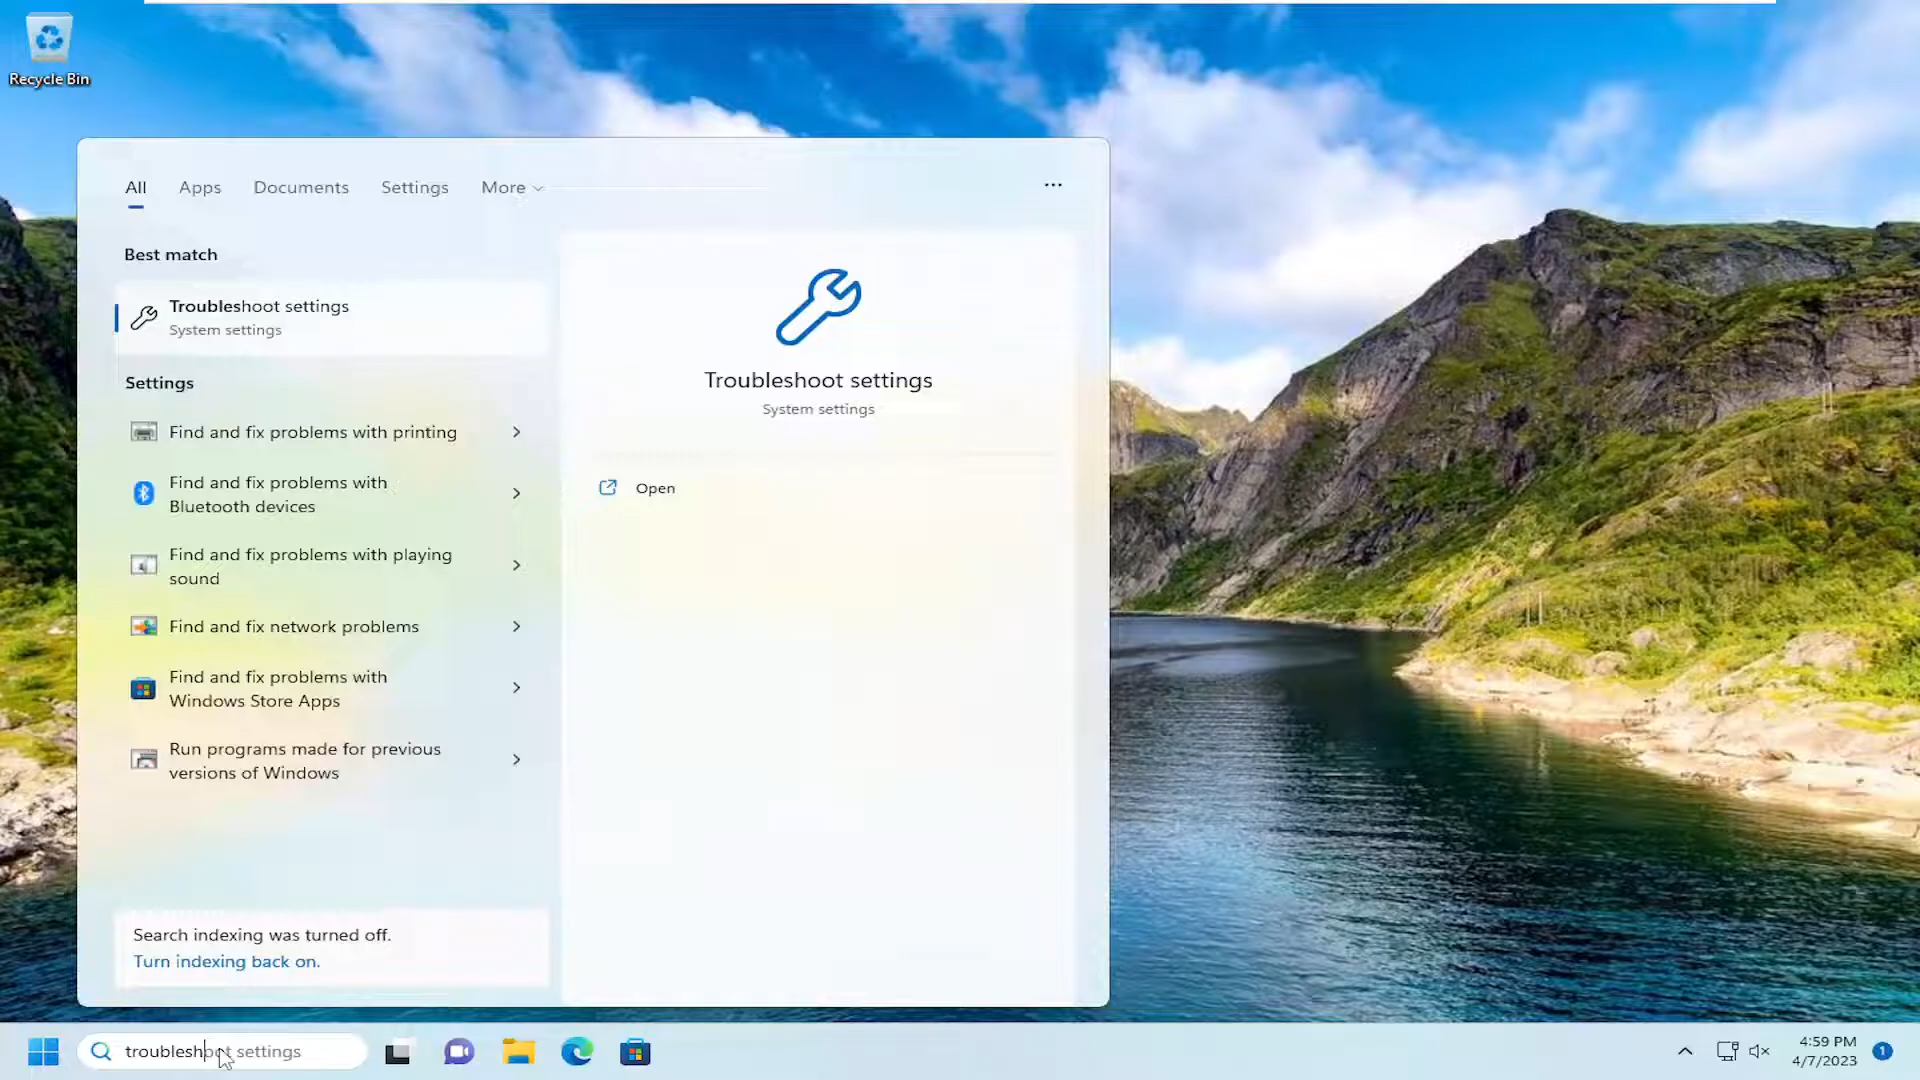 Recycle Bin
All Apps Documents Settings More
...
Best match
Troubleshoot settings
System settings
Settings
Find and fix problems with printing
Find and fix problems with
Bluetooth devices
Find and fix problems with playing
sound
Find and fix network problems
Find and fix problems with
Windows Store Apps
Run programs made for previous
versions of Windows
Search indexing was turned off.
Turn indexing back on.
Troubleshoot settings
System settings
Open
troubleshoot settings
4:59 PM
4/7/2023
1